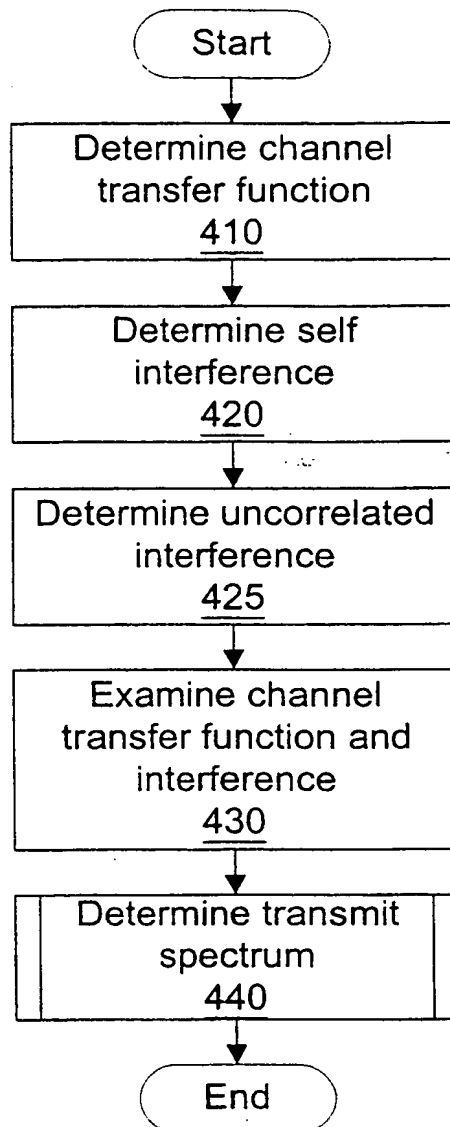 Start
Determine channel
transfer function
410
Determine self
interference
420
Determine uncorrelated
interference
425
Examine channel
transfer function and
interference
430
Determine transmit
spectrum
440
End